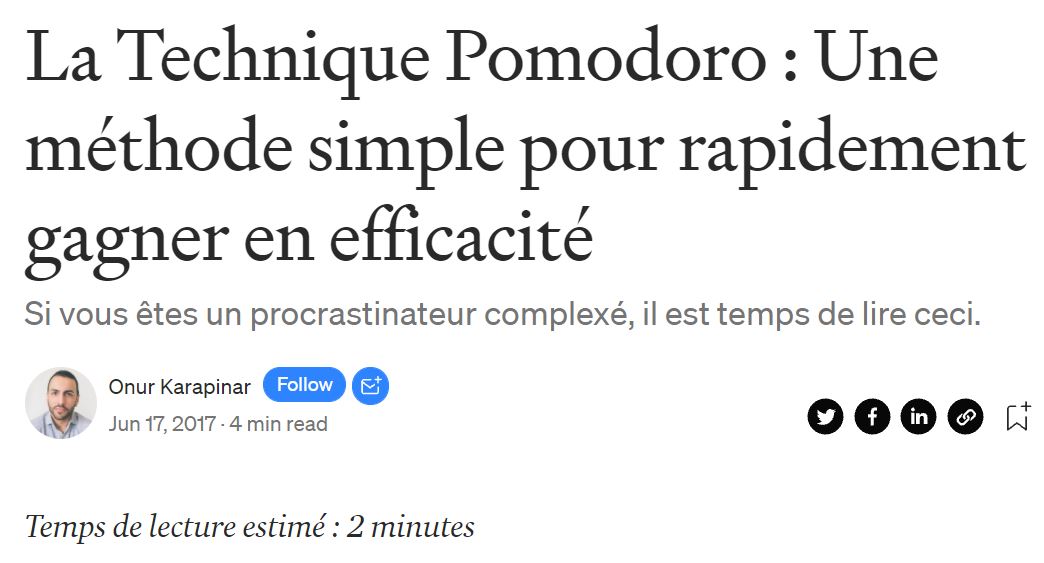 La Technique Pomodoro : Une
méthode simple pour rapidement
gagner en efficacité
Si vous êtes un procrastinateur complexé, il est temps de lire ceci.
Onur Karapinar Follow
Jun 17, 2017 · 4 min read
Temps de lecture estimé : 2 minutes